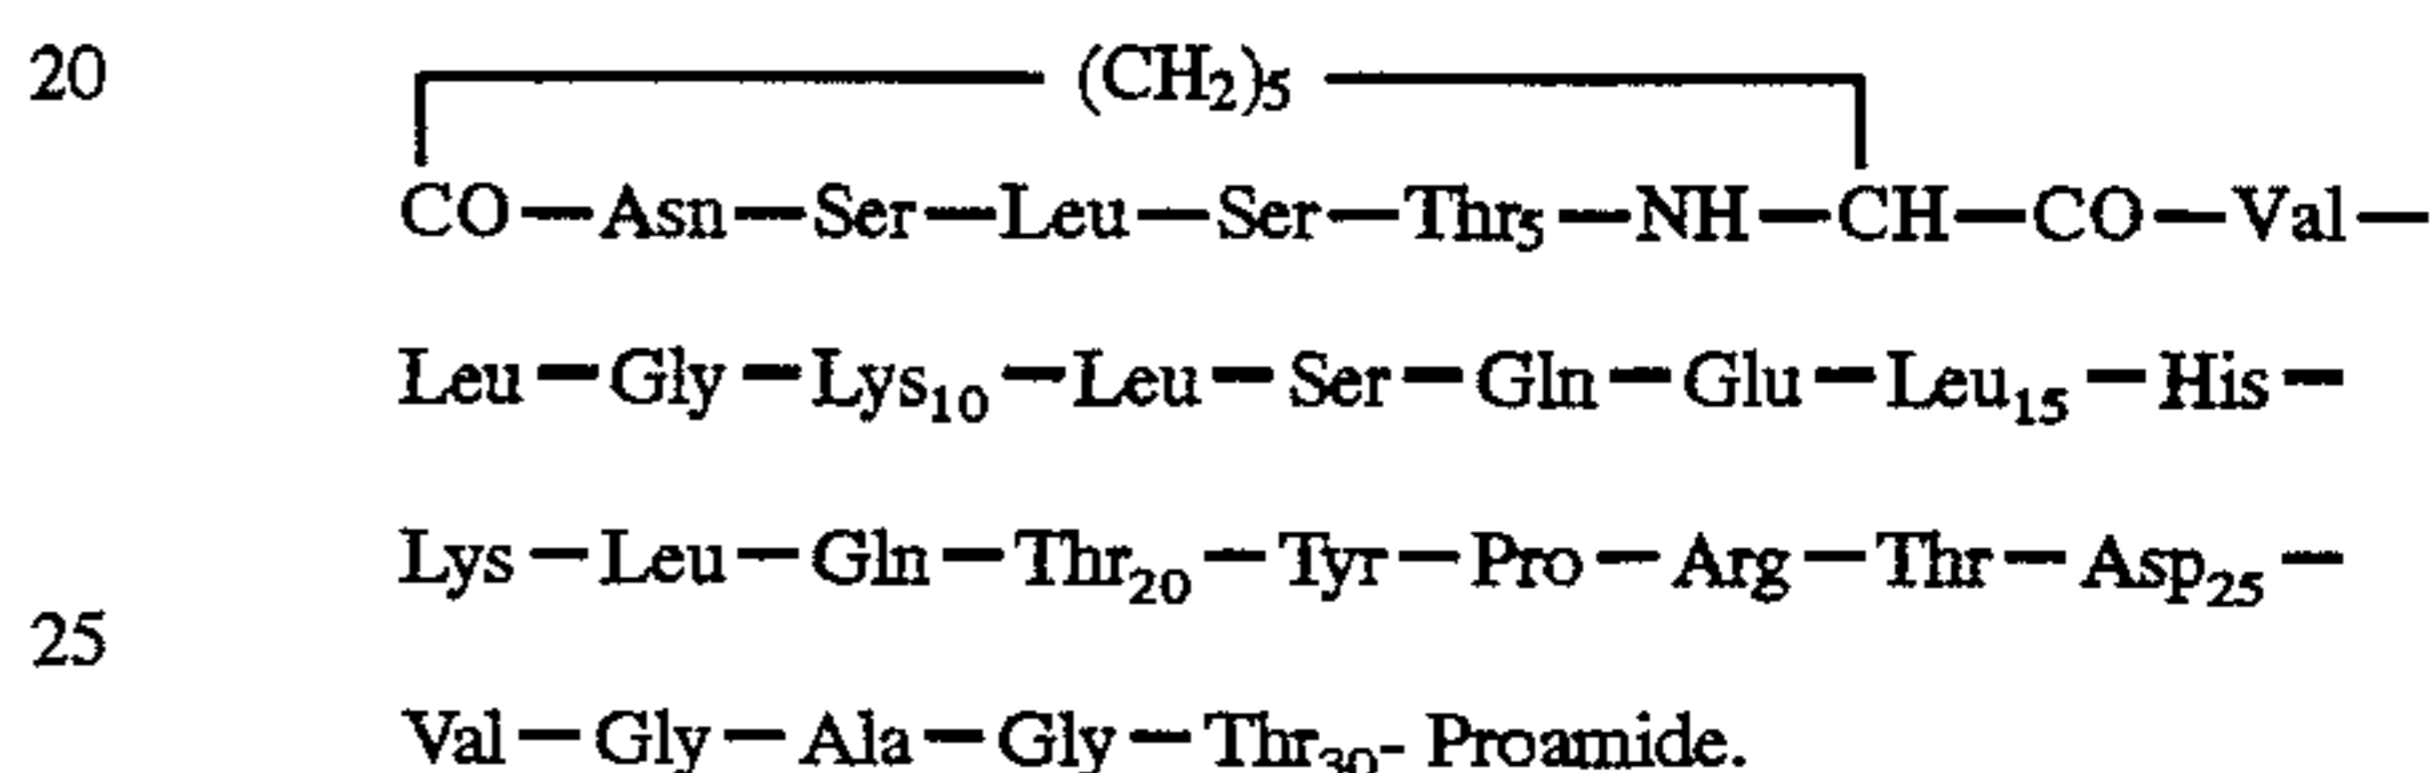 20 (CH2)5
CO—Asn—Ser—Leu—Ser—Thr5—NH—CH—CO—Val—
Leu—Gly—Lys10—Leu—Ser—Gln—Glu—Leu15—His—
Lys—Leu—Gln—Thr20—Tyr—Pro—Arg—Thr—Asp25—
25
Val—Gly—Ala—Gly—Thr30- Proamide.